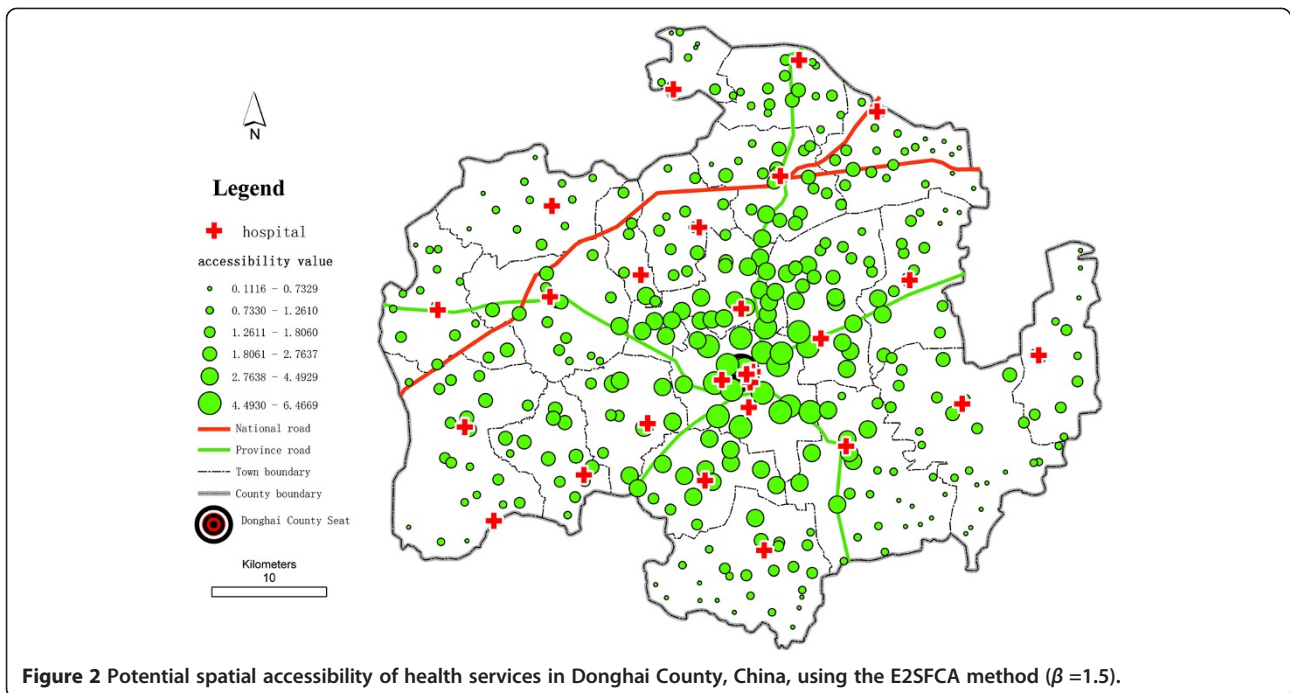 N
Legend
hospital
accessibility value
0.1116 - 0.7329
0.7330 - 1.2610
1.2611 - 1.8060
1.8061 - 2.7637
2.7638 - 4.4929
4.4930 - 6.4669
National road
Province road
Town boundary
County boundary
Donghai County Seat
Kilometers
10
Figure 2 Potential spatial accessibility of health services in Donghai County, China, using the E2SFCA method (β =1.5).